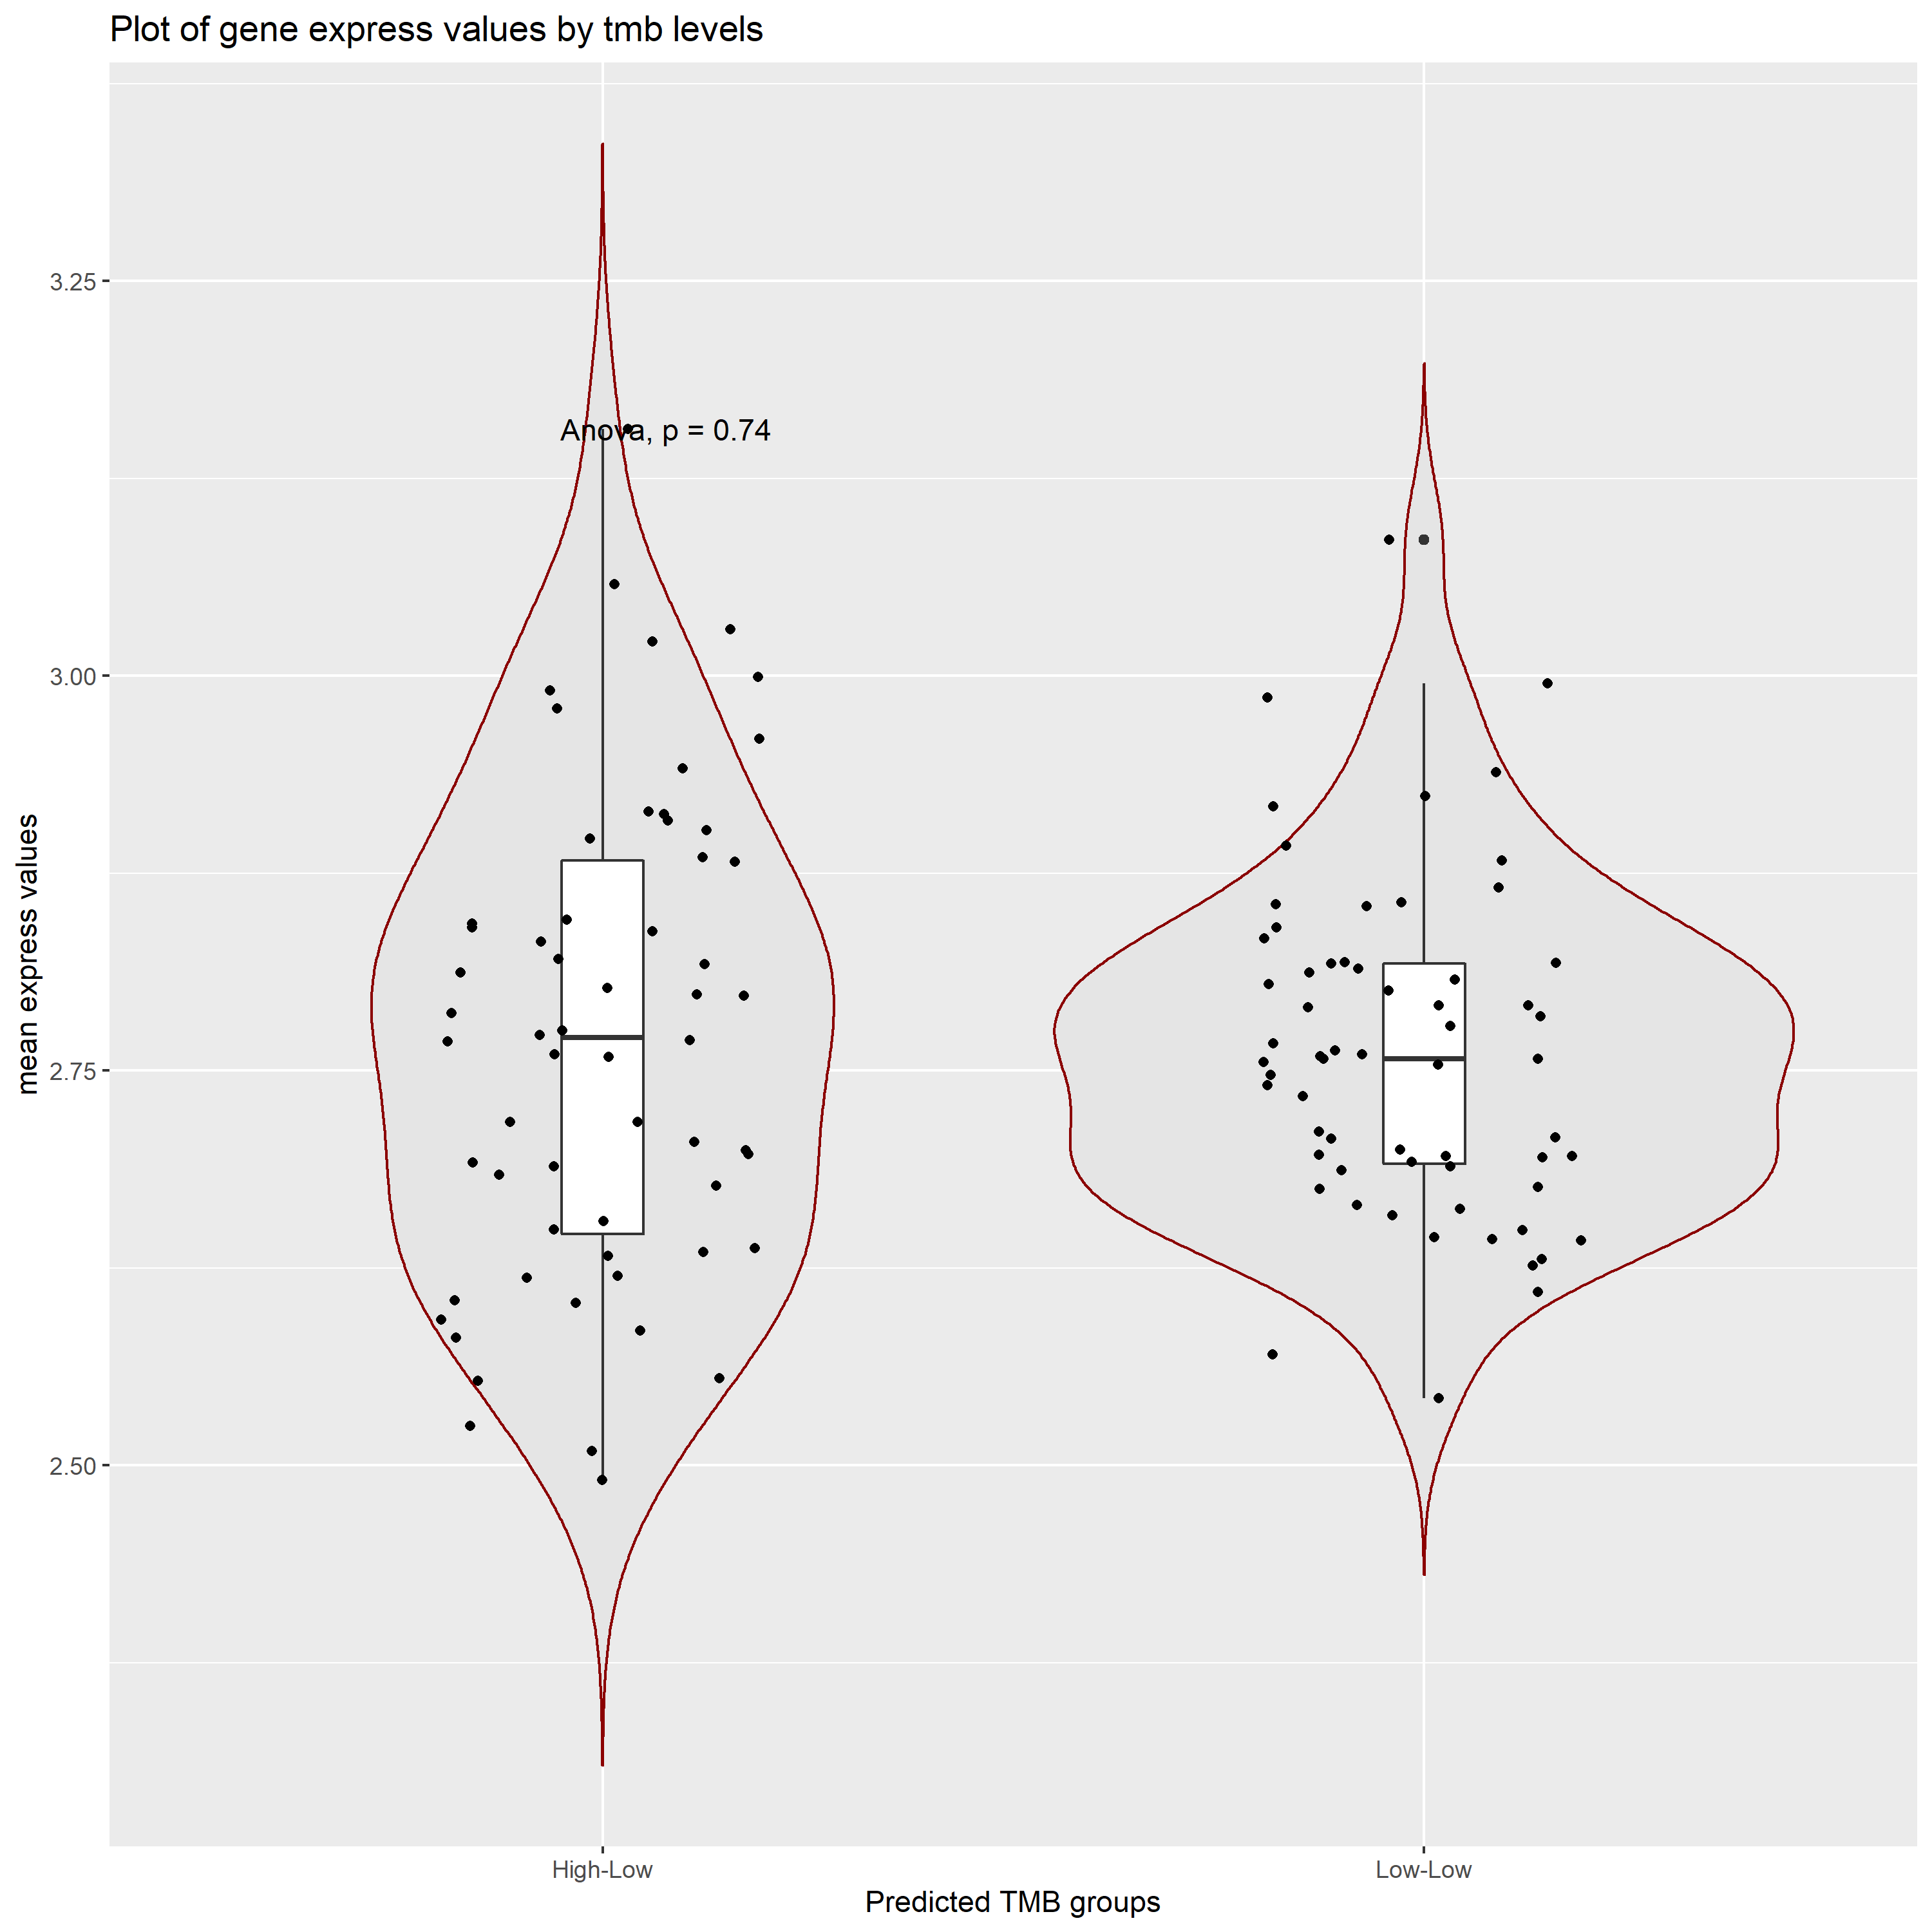 Plot of gene express values by tmb levels
mean express values
3.25
3.00
2.75
2.50
Anova, p = 0.74
High-Low
Low-Low
Predicted TMB groups